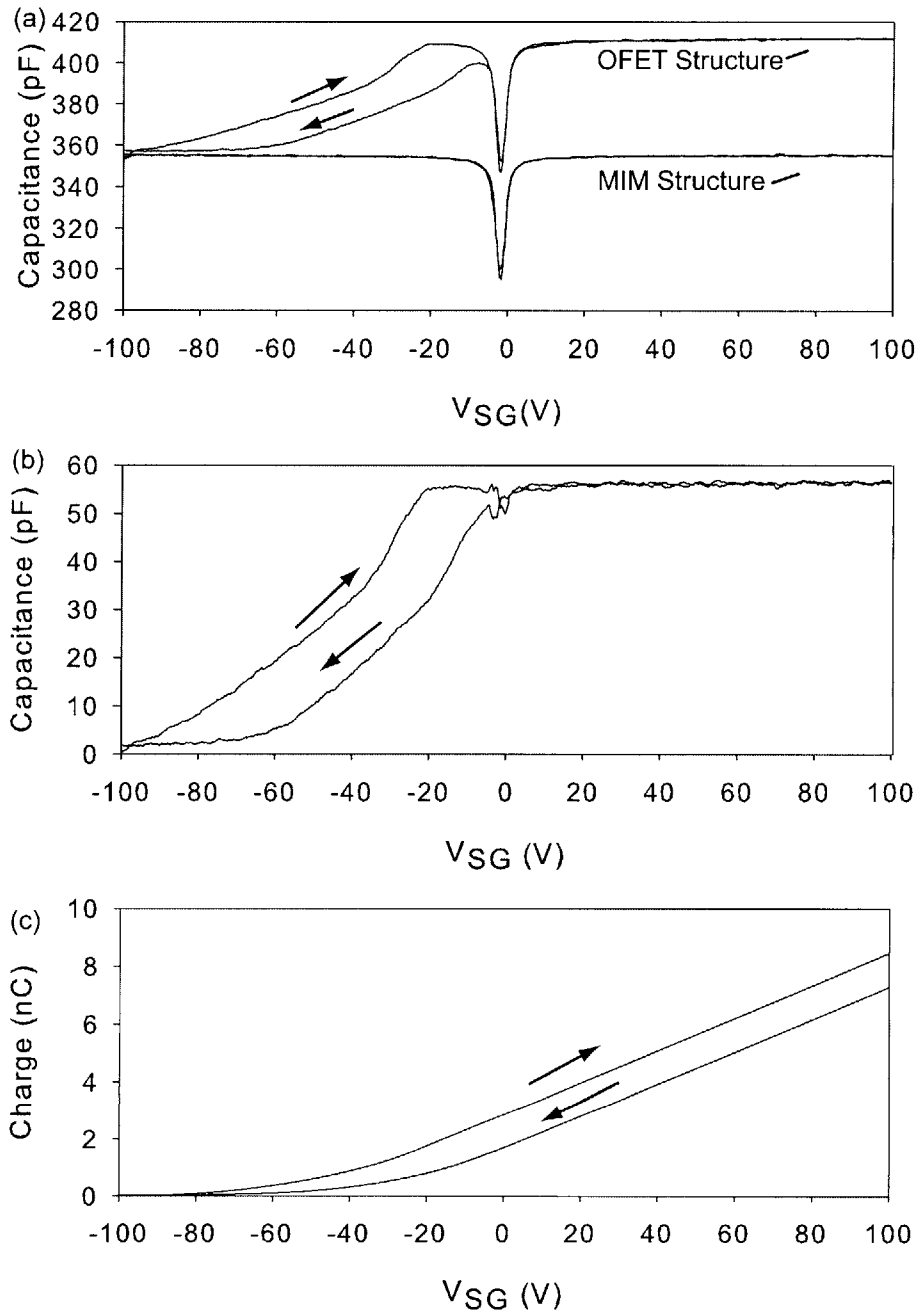 (a)
Capacitance (pF)
420
400
380
360
340
320
300
280
OFET Structure
MIM Structure
-100 -80 -60 -40 -20 0 20 40 60 80 100
VSG(V)
(b)
Capacitance (pF)
60
50
40
30
20
10
0
-100 -80 -60 -40 -20 0 20 40 60 80 100
VSG (V)
(c)
Charge (nC)
10
8
6
4
2
0
-100 -80 -60 -40 -20 0 20 40 60 80 100
VSG (V)